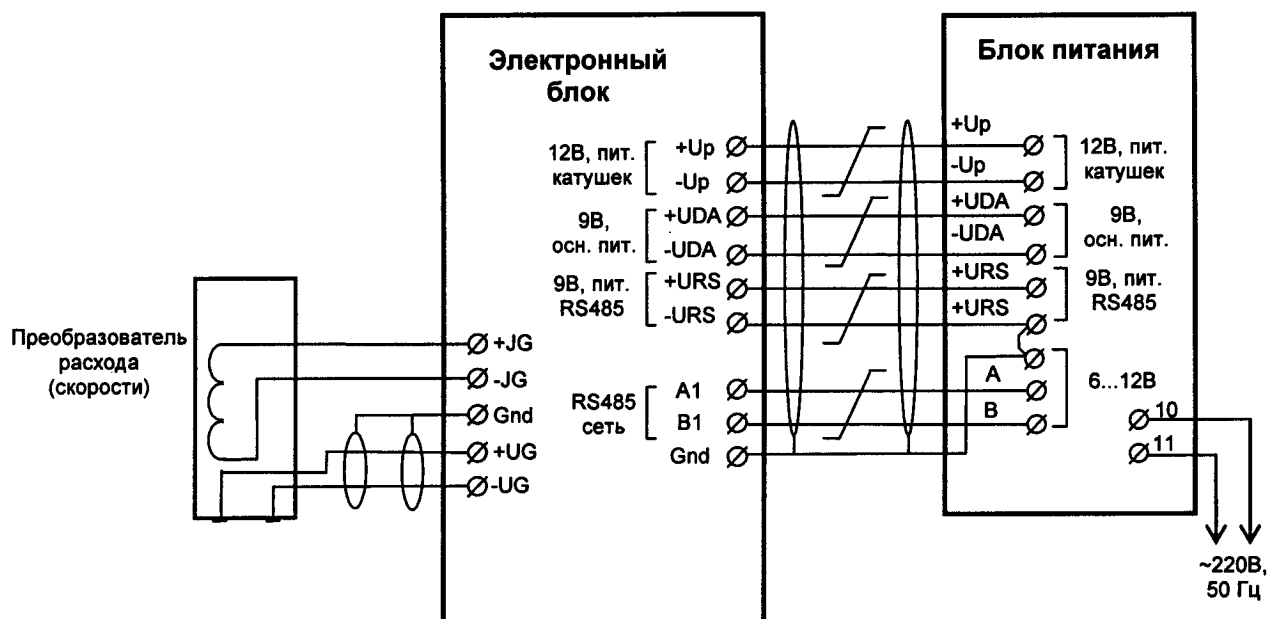 Электронный
блок
Блок питания
12В, пит.
катушек
+Up
-Up
9В,
осн. пит.
+UDA
-UDA
9В, пит.
RS485
+URS
-URS
RS485
сеть
A1
B1
Gnd
+Up
-Up
12В, пит.
катушек
+UDA
-UDA
9В,
осн. пит.
+URS
+URS
9В, пит.
RS485
A
B
6...12В
10
11
~220В,
50 Гц
Преобразователь
расхода
(скорости)
+JG
-JG
Gnd
+UG
-UG